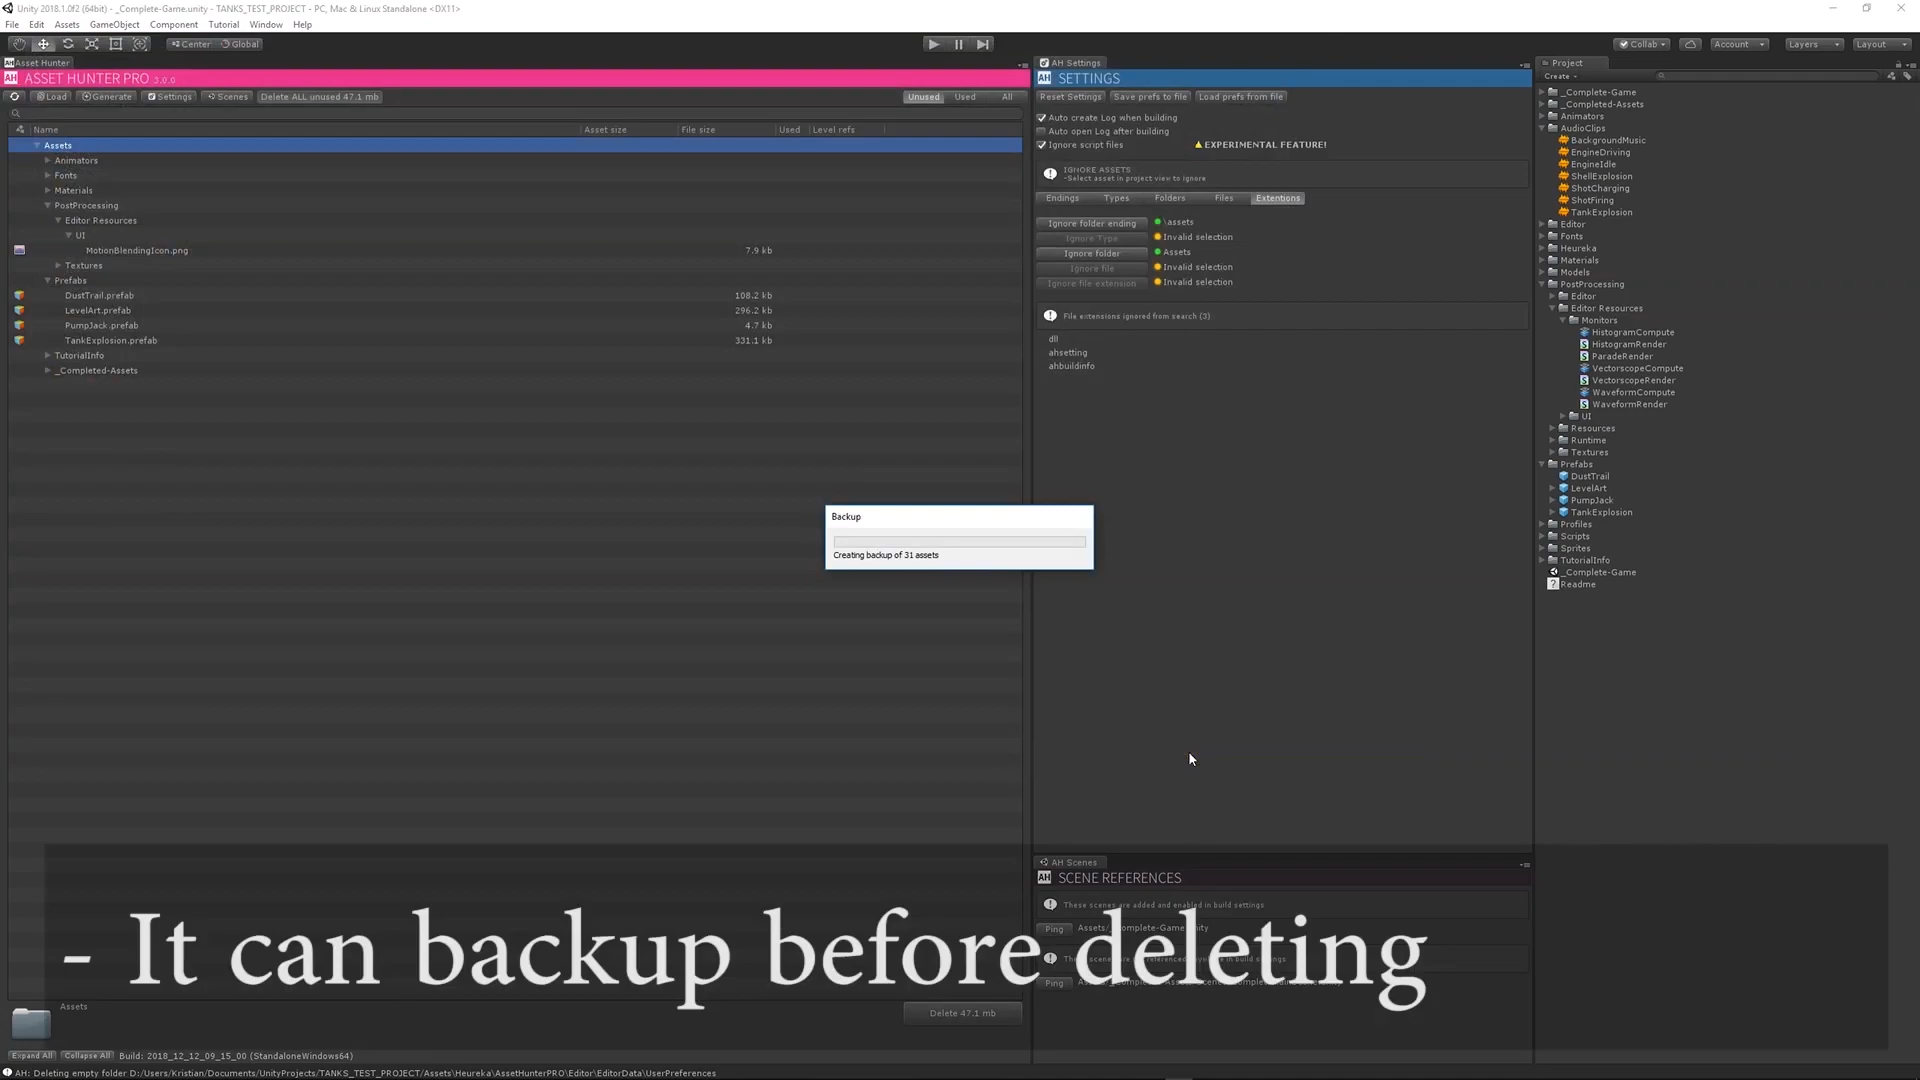 Unity 2018.1.0f2 (64bit) - _Complete-Game.unity - TANKS_TEST_PROJECT - PC, Mac & Linux Standalone <DX11>
File Edit Assets GameObject Component Tutorial Window Help
Center Global Collab Account Layers Layout
Asset Hunter
AH ASSET HUNTER PRO 3.0.0
Load Generate Settings Scenes Delete ALL unused 47.1 mb Unused Used All
Name Asset size File size Used Level refs
Assets
Animators
Fonts
Materials
PostProcessing
Editor Resources
UI
MotionBlendingIcon.png 7.9 kb
Textures
Prefabs
DustTrail.prefab 108.2 kb
LevelArt.prefab 296.2 kb
PumpJack.prefab 4.7 kb
TankExplosion.prefab 331.1 kb
TutorialInfo
_Completed-Assets
AH Settings
AH SETTINGS
Reset Settings Save prefs to file Load prefs from file
Auto create Log when building
Auto open Log after building
Ignore script files EXPERIMENTAL FEATURE!
IGNORE ASSETS
-Select asset in project view to ignore
Endings Types Folders Files Extentions
Ignore folder ending \assets
Ignore Type Invalid selection
Ignore folder Assets
Ignore file Invalid selection
Ignore file extension Invalid selection
File extensions ignored from search (3)
dll
ahsetting
ahbuildinfo
Backup
Creating backup of 31 assets
Project
Create
_Complete-Game
_Completed-Assets
Animators
AudioClips
BackgroundMusic
EngineDriving
EngineIdle
ShellExplosion
ShotCharging
ShotFiring
TankExplosion
Editor
Fonts
Heureka
Materials
Models
PostProcessing
Editor
Editor Resources
Monitors
HistogramCompute
HistogramRender
ParadeRender
VectorscopeCompute
VectorscopeRender
WaveformCompute
WaveformRender
UI
Resources
Runtime
Textures
Prefabs
DustTrail
LevelArt
PumpJack
TankExplosion
Profiles
Scripts
Sprites
TutorialInfo
_Complete-Game
Readme
AH Scenes
AH SCENE REFERENCES
These scenes are added and enabled in build settings
Ping
Ping
- It can backup before deleting
Assets
Delete 47.1 mb
Expand All Collapse All Build: 2018_12_12_09_15_00 (StandaloneWindows64)
AH: Deleting empty folder D:/Users/Kristian/Documents/UnityProjects/TANKS_TEST_PROJECT/Assets\Heureka\AssetHunterPRO\Editor\EditorData\UserPreferences